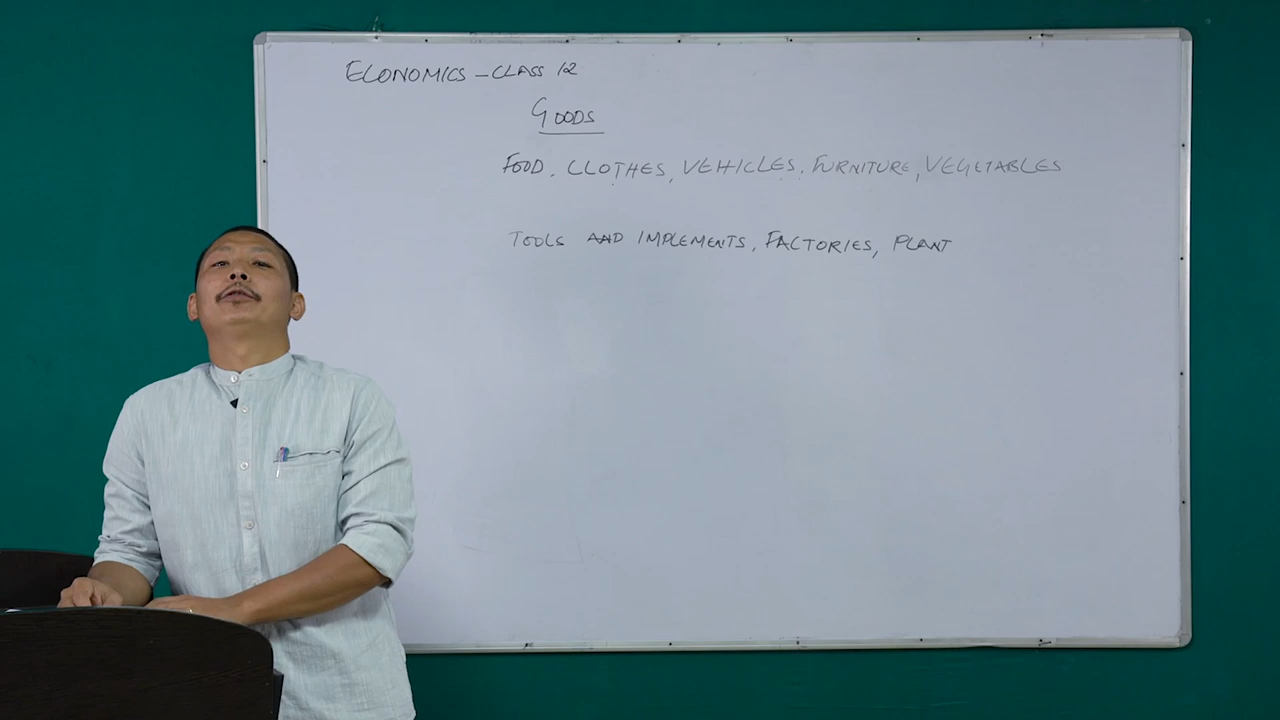 ECONOMICS - CLASS 12
GOODS
FOOD, CLOTHES, VEHICLES, FURNITURE, VEGETABLES
TOOLS AND IMPLEMENTS, FACTORIES, PLANT